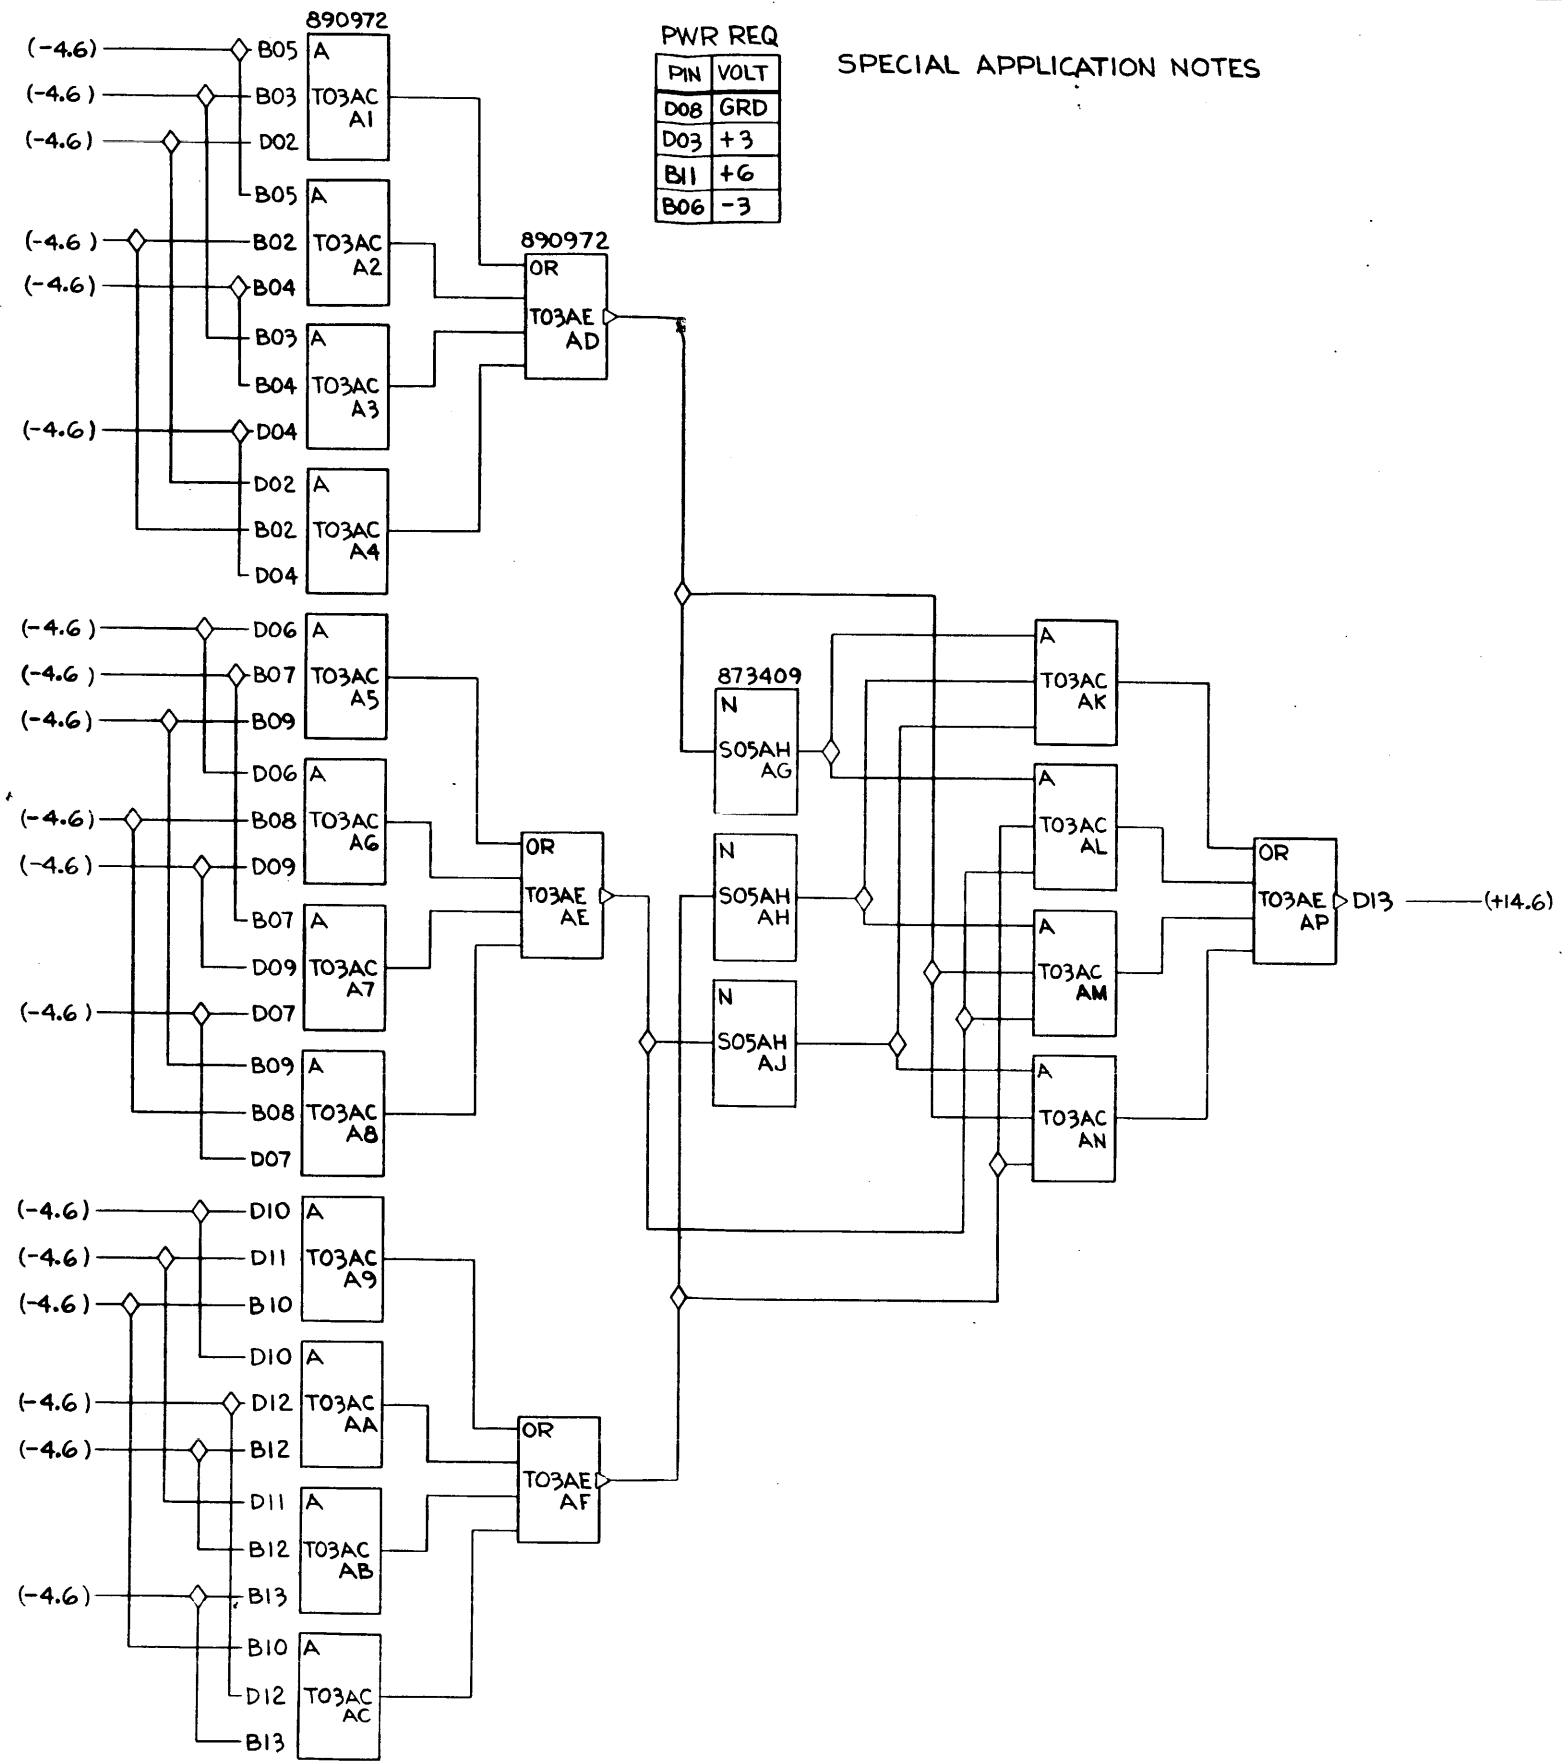 890972
(-4.6) B05 A
(-4.6) B03 T03AC
A1
(-4.6) D02
B05 A
(-4.6) B02 T03AC
A2
(-4.6) B04
B03 A
B04 T03AC
A3
(-4.6) D04
D02 A
B02 T03AC
A4
D04
PWR REQ
PIN VOLT
D08 GRD
D03 +3
B11 +6
B06 -3
SPECIAL APPLICATION NOTES
890972
OR
T03AE
AD
(-4.6) D06 A
(-4.6) B07 T03AC
A5
(-4.6) B09
D06 A
(-4.6) B08 T03AC
A6
(-4.6) D09
B07 A
D09 T03AC
A7
(-4.6) D07
B09 A
B08 T03AC
A8
D07
OR
T03AE
AE
873409
N
S05AH
AG
N
S05AH
AH
N
S05AH
AJ
A
T03AC
AK
A
T03AC
AL
A
T03AC
AM
A
T03AC
AN
OR
T03AE D13 (+14.6)
AP
(-4.6) D10 A
(-4.6) D11 T03AC
A9
(-4.6) B10
D10 A
(-4.6) D12 T03AC
AA
(-4.6) B12
D11 A
B12 T03AC
AB
(-4.6) B13
B10 A
D12 T03AC
AC
B13
OR
T03AE
AF